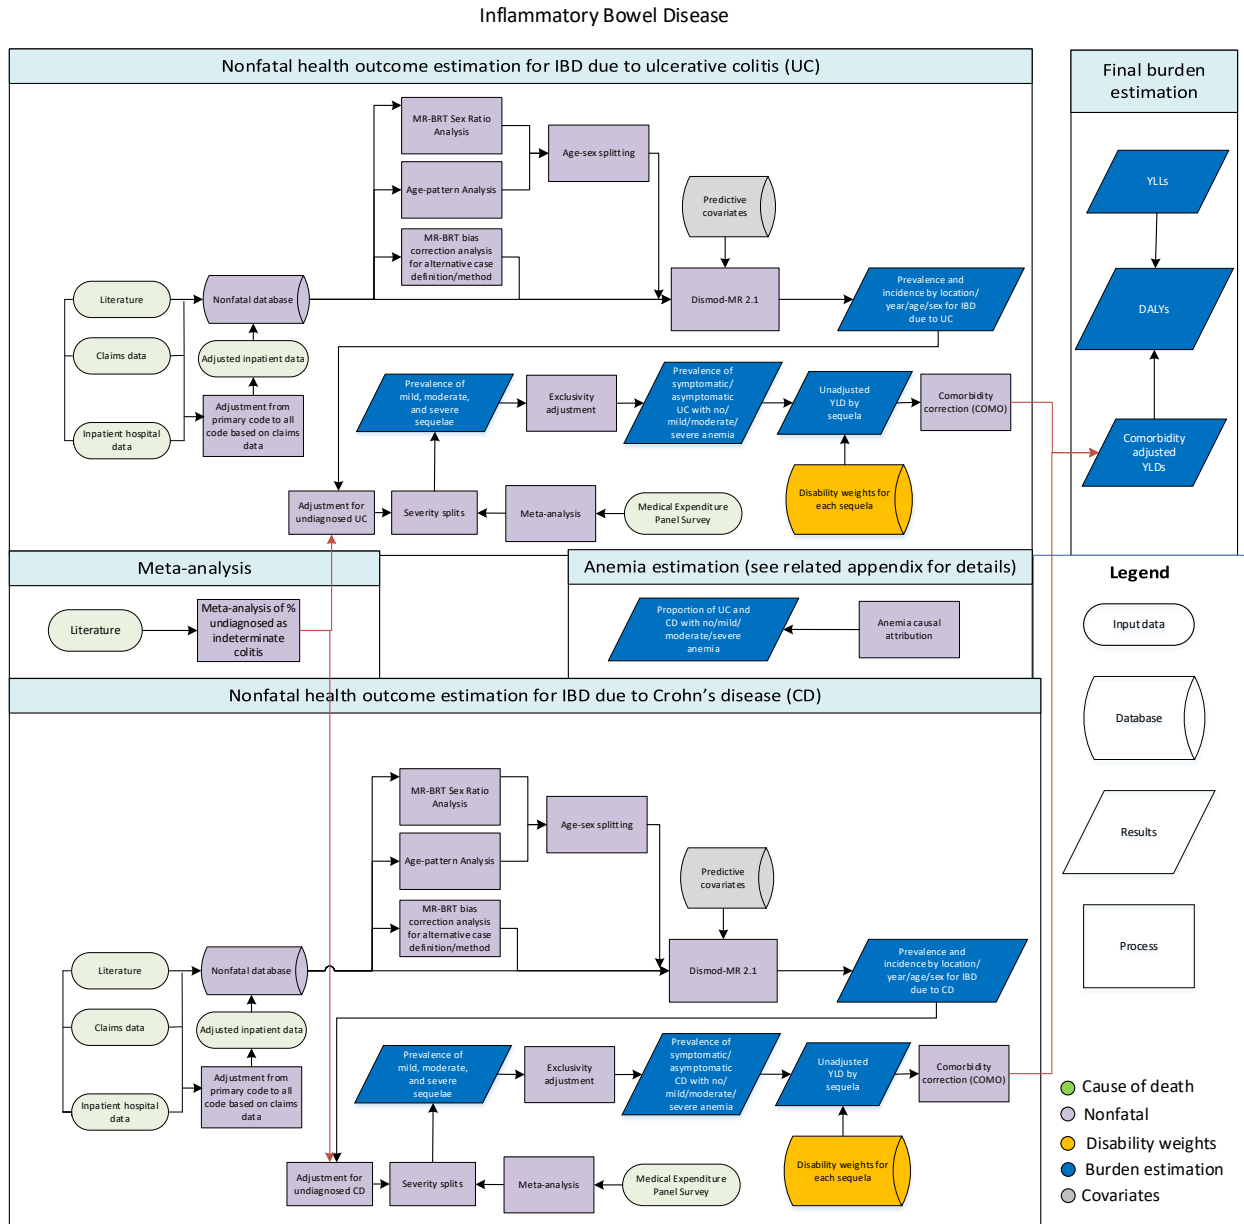 Inflammatory Bowel Disease
Nonfatal health outcome estimation for IBD due to ulcerative colitis (UC)
MR-BRT Sex Ratio
Analysis
Age-sex splitting
Age-pattern Analysis
Predictive
covariates
MR-BRT bias
correction analysis
for alternative case
definition/method
Literature
Nonfatal database
Dismod-MR 2.1
Prevalence and
incidence by location/
year/age/sex for IBD
due to UC
Claims data
Adjusted inpatient data
Inpatient hospital
data
Adjustment from
primary code to all
code based on claims
data
Prevalence of
mild, moderate,
and severe
sequelae
Exclusivity
adjustment
Prevalence of
symptomatic/
asymptomatic
UC with no/
mild/moderate/
severe anemia
Unadjusted
YLD by
sequela
Comorbidity
correction (COMO)
Adjustment for
undiagnosed UC
Severity splits
Meta-analysis
Medical Expenditure
Panel Survey
Disability weights for
each sequela
Final burden
estimation
YLLs
DALYs
Comorbidity
adjusted
YLDs
Meta-analysis
Literature
Meta-analysis of %
undiagnosed as
indeterminate
colitis
Anemia estimation (see related appendix for details)
Proportion of UC and
CD with no/mild/
moderate/severe
anemia
Anemia causal
attribution
Legend
Input data
Database
Results
Process
Cause of death
Nonfatal
Disability weights
Burden estimation
Covariates
Nonfatal health outcome estimation for IBD due to Crohn's disease (CD)
MR-BRT Sex Ratio
Analysis
Age-sex splitting
Age-pattern Analysis
Predictive
covariates
MR-BRT bias
correction analysis
for alternative case
definition/method
Literature
Nonfatal database
Dismod-MR 2.1
Prevalence and
incidence by location/
year/age/sex for IBD
due to CD
Claims data
Adjusted inpatient data
Inpatient hospital
data
Adjustment from
primary code to all
code based on claims
data
Prevalence of
mild, moderate,
and severe
sequelae
Exclusivity
adjustment
Prevalence of
symptomatic/
asymptomatic
CD with no/
mild/moderate/
severe anemia
Unadjusted
YLD by
sequela
Comorbidity
correction (COMO)
Adjustment for
undiagnosed CD
Severity splits
Meta-analysis
Medical Expenditure
Panel Survey
Disability weights for
each sequela